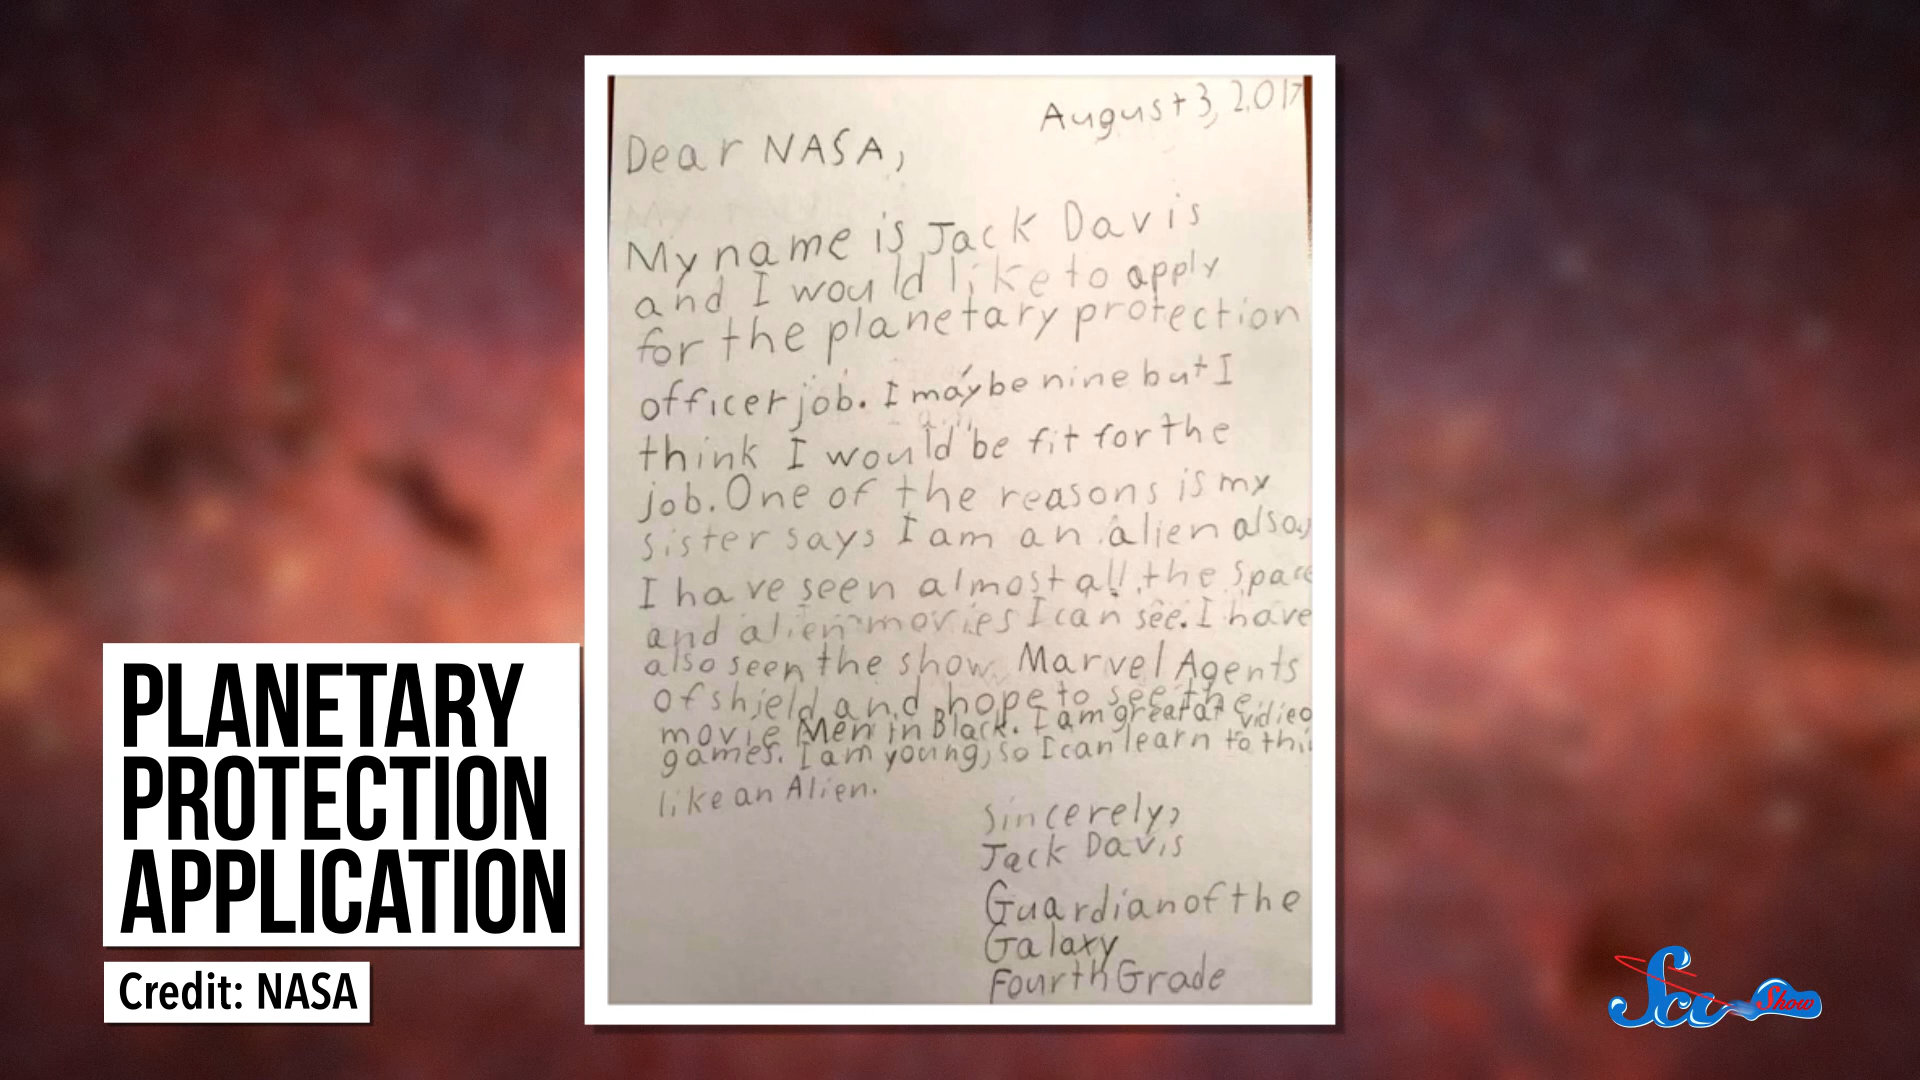 August 3, 2017
Dear NASA,
My name is Jack Davis
and I would like to apply
for the planetary protection
officer job. I may be nine but I
think I would be fit for the
job. One of the reasons is my
sister says I am an alien also,
I have seen almost all the space
and alien movies I can see. I have
also seen the show Marvel Agents
of shield and hope to see the
movie Men in Black. I am great at vidieo
games. I am young, so I can learn to thi
like an Alien.
Sincerely,
Jack Davis
Guardian of the
Galaxy
Fourth Grade
PLANETARY
PROTECTION
APPLICATION
Credit: NASA
Sci Show